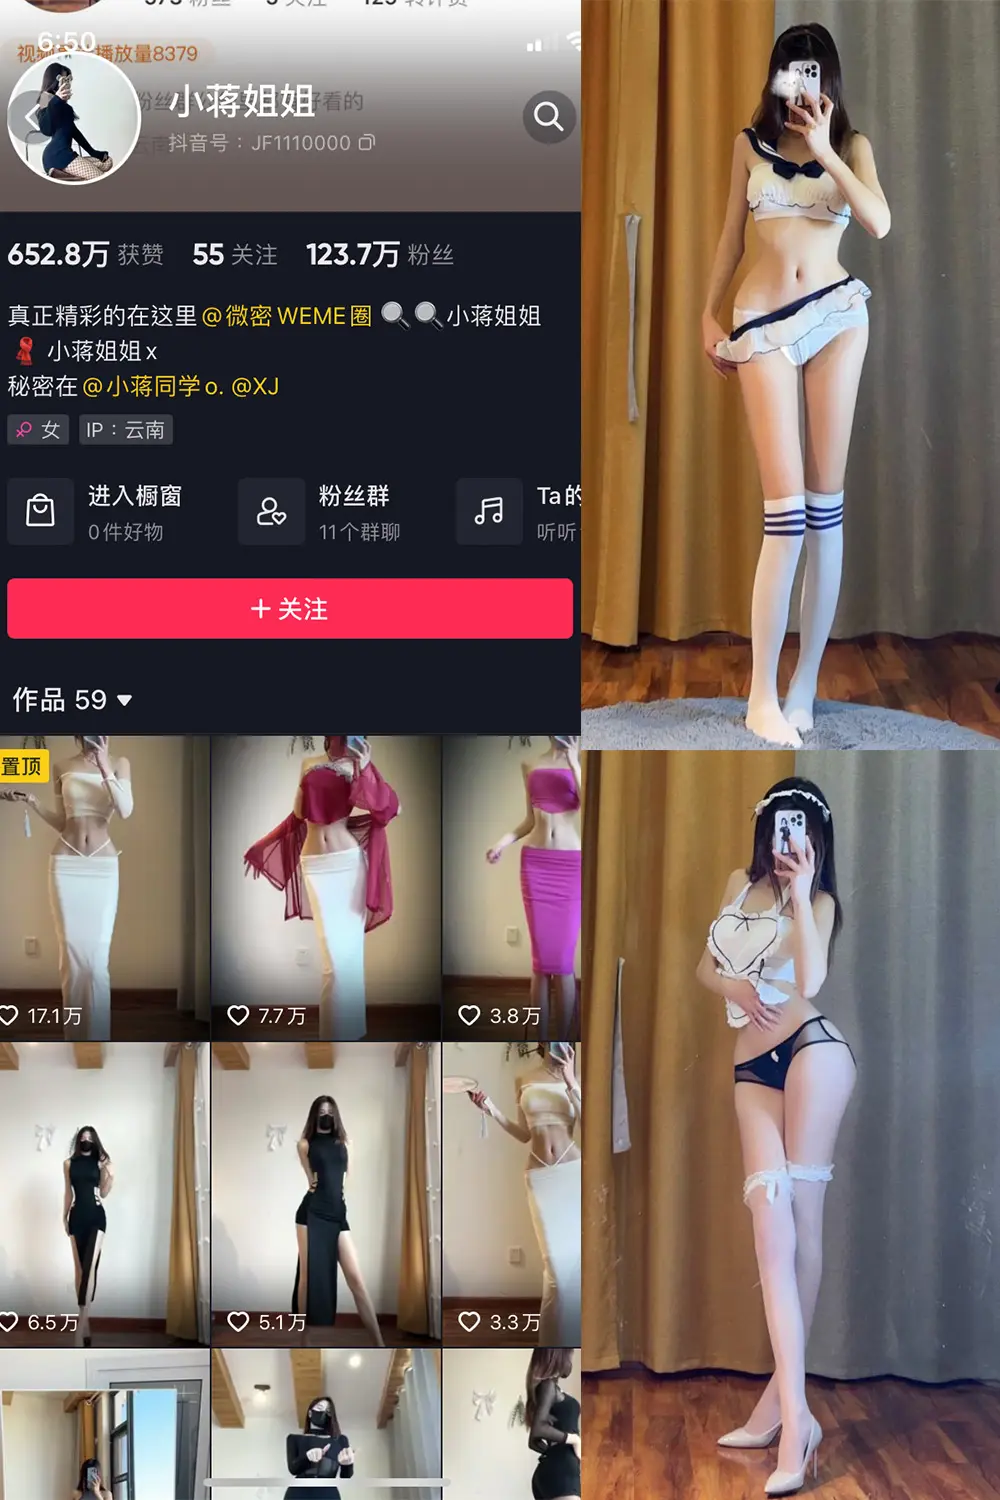 6:50
播放量8379
小蒋姐姐
抖音号：JF1110000
652.8万 获赞 55 关注 123.7万 粉丝
真正精彩的在这里@微密WEME圈 小蒋姐姐
小蒋姐姐x
秘密在@小蒋同学o. @XJ
女 IP：云南
进入橱窗
0件好物
粉丝群
11个群聊
Ta的
听听
+ 关注
作品 59
置顶
17.1万
7.7万
3.8万
6.5万
5.1万
3.3万